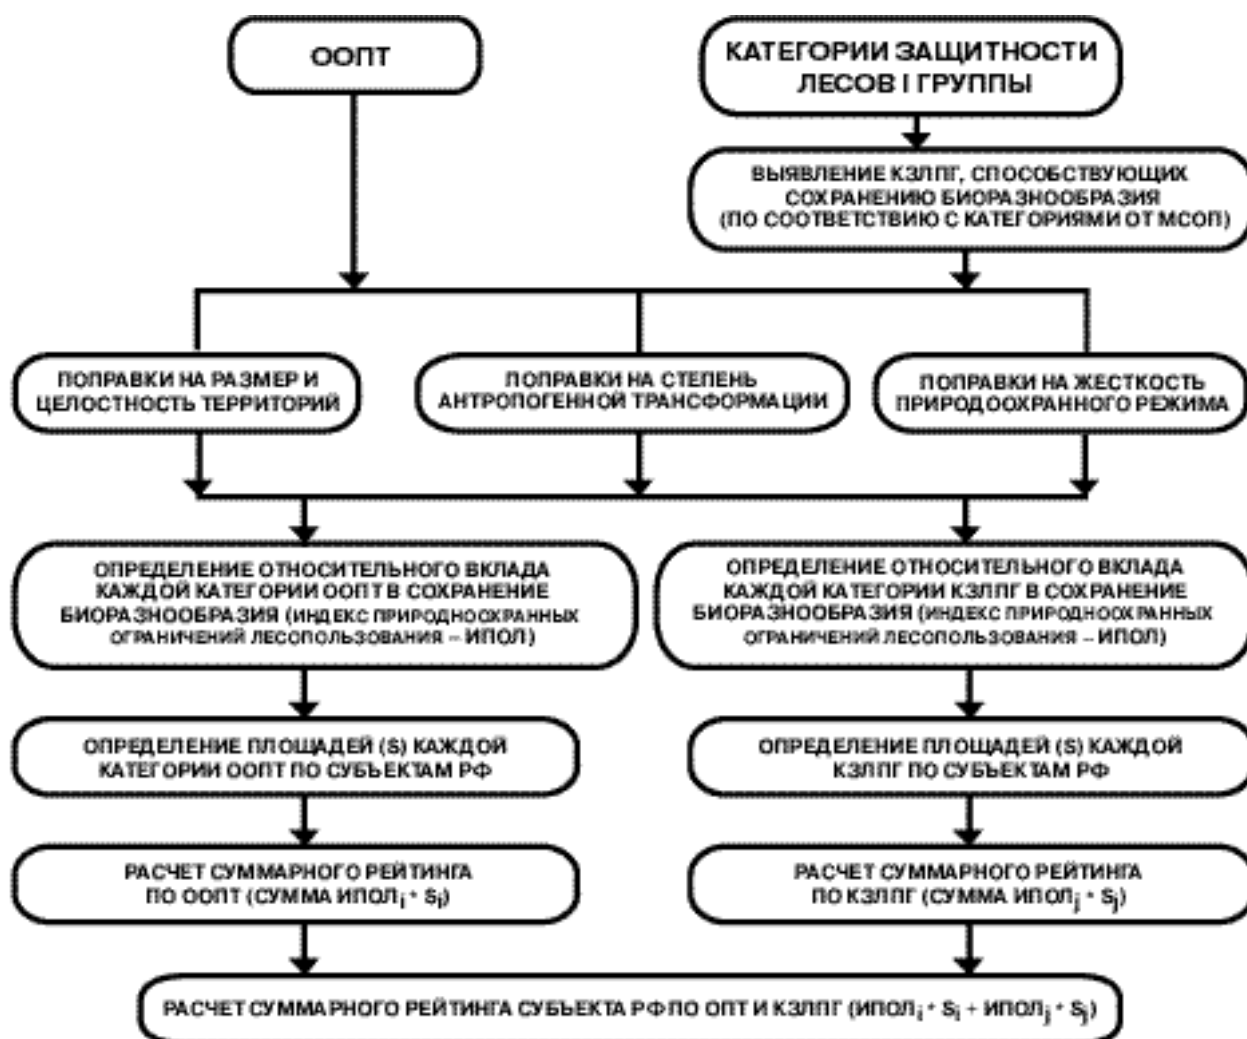 ООПТ
КАТЕГОРИИ ЗАЩИТНОСТИ
ЛЕСОВ I ГРУППЫ
ВЫЯВЛЕНИЕ КЗЛПГ, СПОСОБСТВУЮЩИХ
СОХРАНЕНИЮ БИОРАЗНООБРАЗИЯ
(ПО СООТВЕТСТВИЮ С КАТЕГОРИЯМИ ОТ МСОП)
ПОПРАВКИ НА РАЗМЕР И
ЦЕЛОСТНОСТЬ ТЕРРИТОРИЙ
ПОПРАВКИ НА СТЕПЕНЬ
АНТРОПОГЕННОЙ ТРАНСФОРМАЦИИ
ПОПРАВКИ НА ЖЕСТКОСТЬ
ПРИРОДООХРАННОГО РЕЖИМА
ОПРЕДЕЛЕНИЕ ОТНОСИТЕЛЬНОГО ВКЛАДА
КАЖДОЙ КАТЕГОРИИ ООПТ В СОХРАНЕНИЕ
БИОРАЗНООБРАЗИЯ (ИНДЕКС ПРИРОДНООХРАННЫХ
ОГРАНИЧЕНИЙ ЛЕСОПОЛЬЗОВАНИЯ – ИПОЛ)
ОПРЕДЕЛЕНИЕ ОТНОСИТЕЛЬНОГО ВКЛАДА
КАЖДОЙ КАТЕГОРИИ КЗЛПГ В СОХРАНЕНИЕ
БИОРАЗНООБРАЗИЯ (ИНДЕКС ПРИРОДНООХРАННЫХ
ОГРАНИЧЕНИЙ ЛЕСОПОЛЬЗОВАНИЯ – ИПОЛ)
ОПРЕДЕЛЕНИЕ ПЛОЩАДЕЙ (S) КАЖДОЙ
КАТЕГОРИИ ООПТ ПО СУБЪЕКТАМ РФ
ОПРЕДЕЛЕНИЕ ПЛОЩАДЕЙ (S) КАЖДОЙ
КЗЛПГ ПО СУБЪЕКТАМ РФ
РАСЧЕТ СУММАРНОГО РЕЙТИНГА
ПО ООПТ (СУММА ИПОЛi * Si)
РАСЧЕТ СУММАРНОГО РЕЙТИНГА
ПО КЗЛПГ (СУММА ИПОЛj * Sj)
РАСЧЕТ СУММАРНОГО РЕЙТИНГА СУБЪЕКТА РФ ПО ОПТ И КЗЛПГ (ИПОЛi * Si + ИПОЛj * Sj)